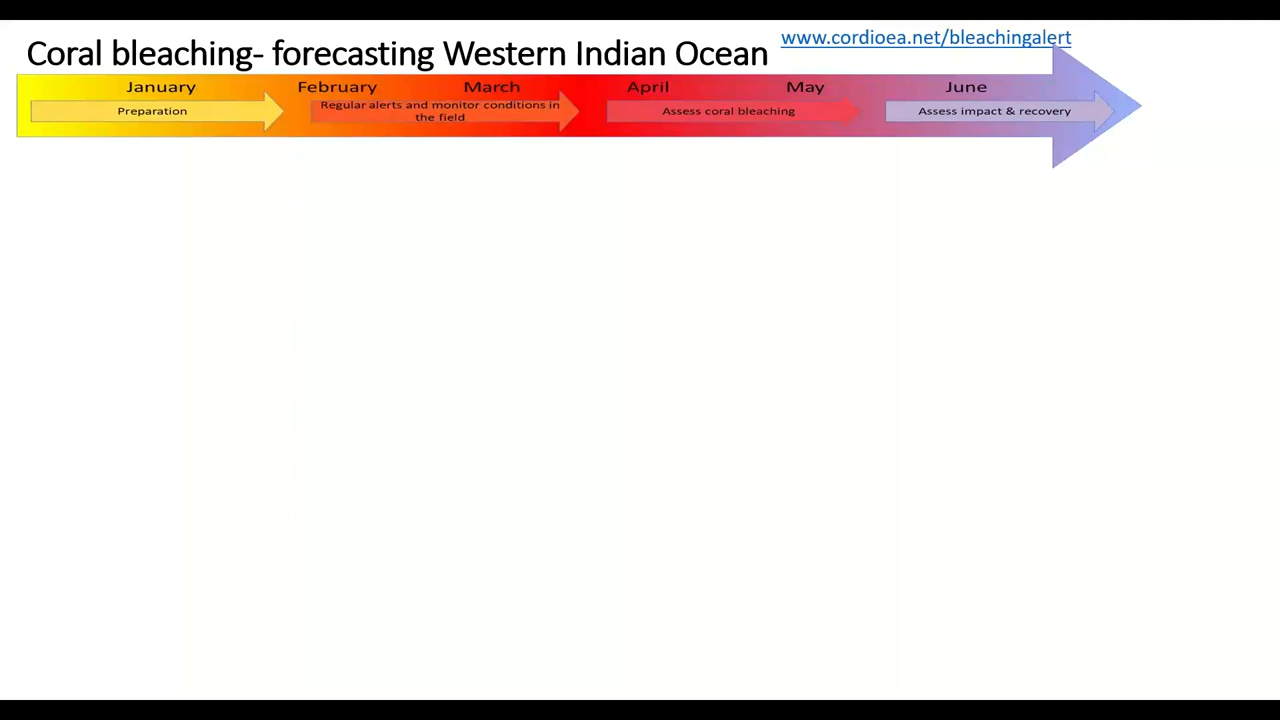 www.cordioea.net/bleachingalert
Coral bleaching- forecasting Western Indian Ocean
January February March April May June
Preparation
Regular alerts and monitor conditions in
the field
Assess coral bleaching
Assess impact & recovery